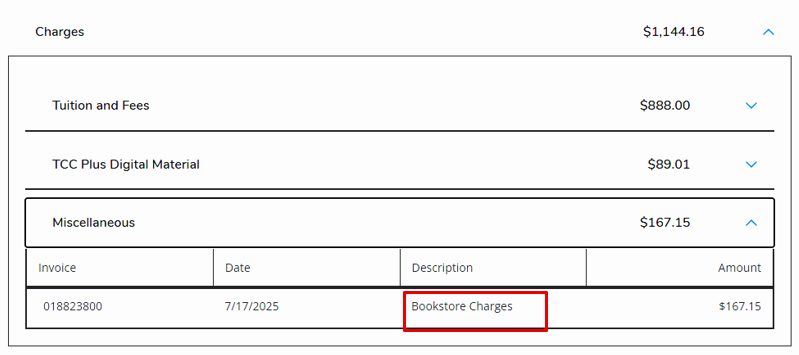 Charges $1,144.16
Tuition and Fees $888.00
TCC Plus Digital Material $89.01
Miscellaneous $167.15
Invoice Date Description Amount
018823800 7/17/2025 Bookstore Charges $167.15